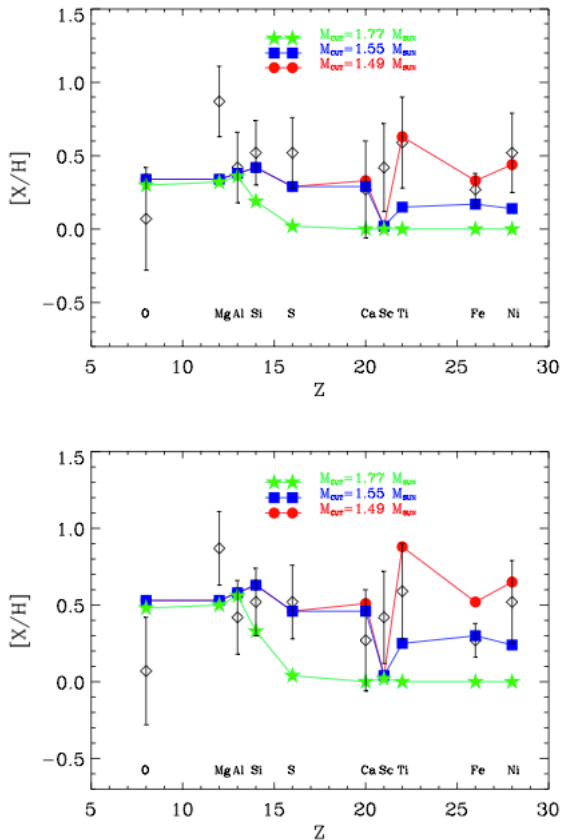 1.5
M_CUT=1.77 M_SUN
M_CUT=1.55 M_SUN
M_CUT=1.49 M_SUN
1.0
[X/H]
0.5
0.0
-0.5
O Mg Al Si S Ca Sc Ti Fe Ni
5 10 15 20 25 30
Z
1.5
M_CUT=1.77 M_SUN
M_CUT=1.55 M_SUN
M_CUT=1.49 M_SUN
1.0
[X/H]
0.5
0.0
-0.5
O Mg Al Si S Ca Sc Ti Fe Ni
5 10 15 20 25 30
Z